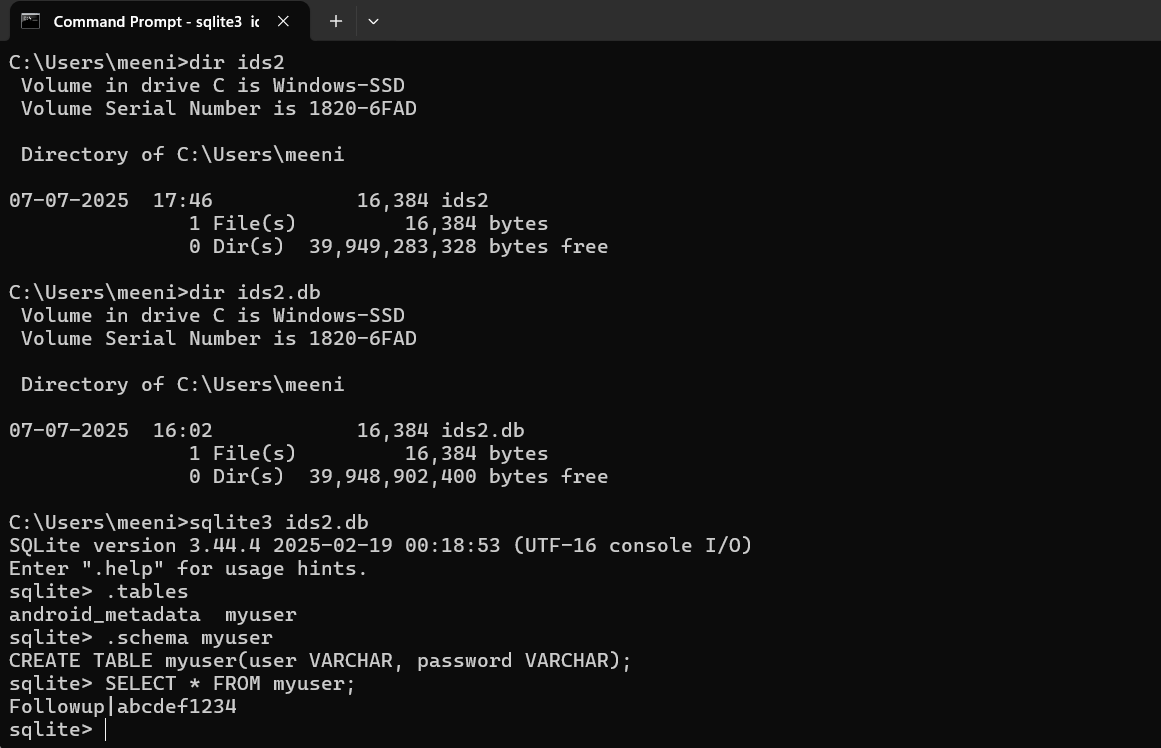 Command Prompt - sqlite3 id
C:\Users\meeni>dir ids2
 Volume in drive C is Windows-SSD
 Volume Serial Number is 1820-6FAD

 Directory of C:\Users\meeni

07-07-2025  17:46            16,384 ids2
               1 File(s)         16,384 bytes
               0 Dir(s)  39,949,283,328 bytes free

C:\Users\meeni>dir ids2.db
 Volume in drive C is Windows-SSD
 Volume Serial Number is 1820-6FAD

 Directory of C:\Users\meeni

07-07-2025  16:02            16,384 ids2.db
               1 File(s)         16,384 bytes
               0 Dir(s)  39,948,902,400 bytes free

C:\Users\meeni>sqlite3 ids2.db
SQLite version 3.44.4 2025-02-19 00:18:53 (UTF-16 console I/O)
Enter ".help" for usage hints.
sqlite> .tables
android_metadata  myuser
sqlite> .schema myuser
CREATE TABLE myuser(user VARCHAR, password VARCHAR);
sqlite> SELECT * FROM myuser;
Followup|abcdef1234
sqlite>